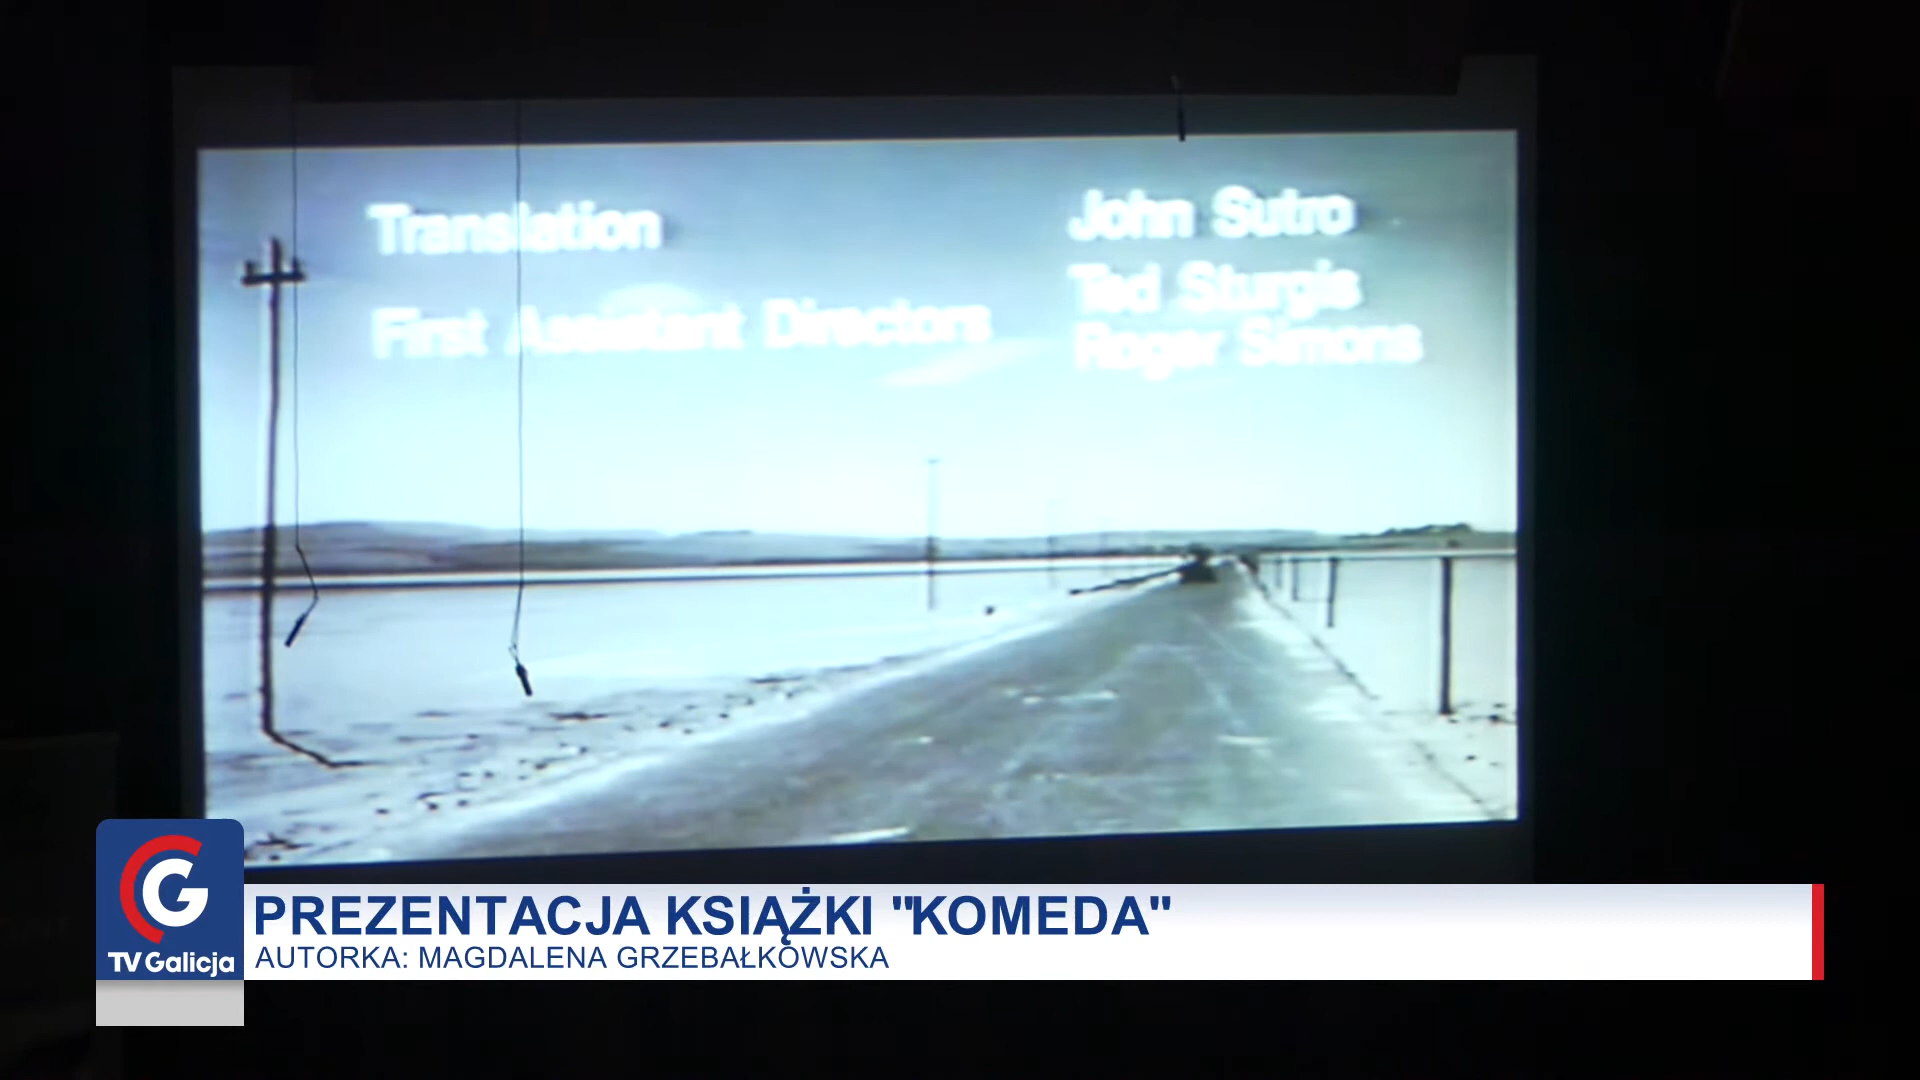 Translation
John Sutro
First Assistant Directors
Ted Sturgis
Roger Simons
PREZENTACJA KSIĄŻKI "KOMEDA"
AUTORKA: MAGDALENA GRZEBAŁKOWSKA
G
TV Galicja